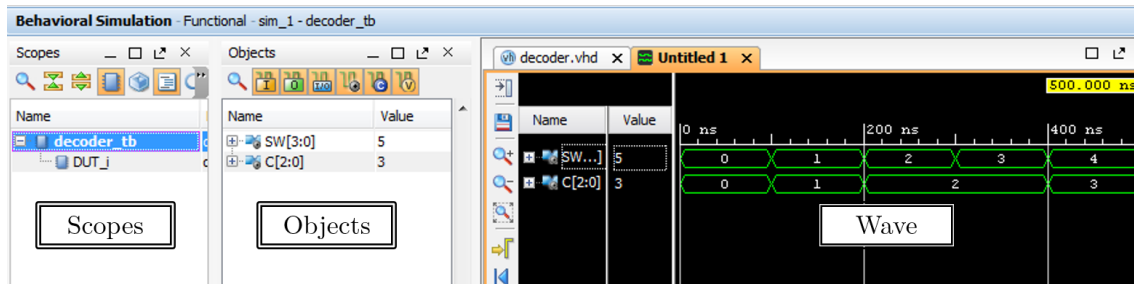 Behavioral Simulation - Functional - sim_1 - decoder_tb
Scopes
Objects
decoder.vhd
Untitled 1
500.000 ns
Name
Name
Value
Name
Value
0 ns
200 ns
400 ns
decoder_tb
DUT_i
SW[3:0]
5
C[2:0]
3
SW...]
5
0
1
2
3
4
C[2:0]
3
0
1
2
3
Scopes
Objects
Wave